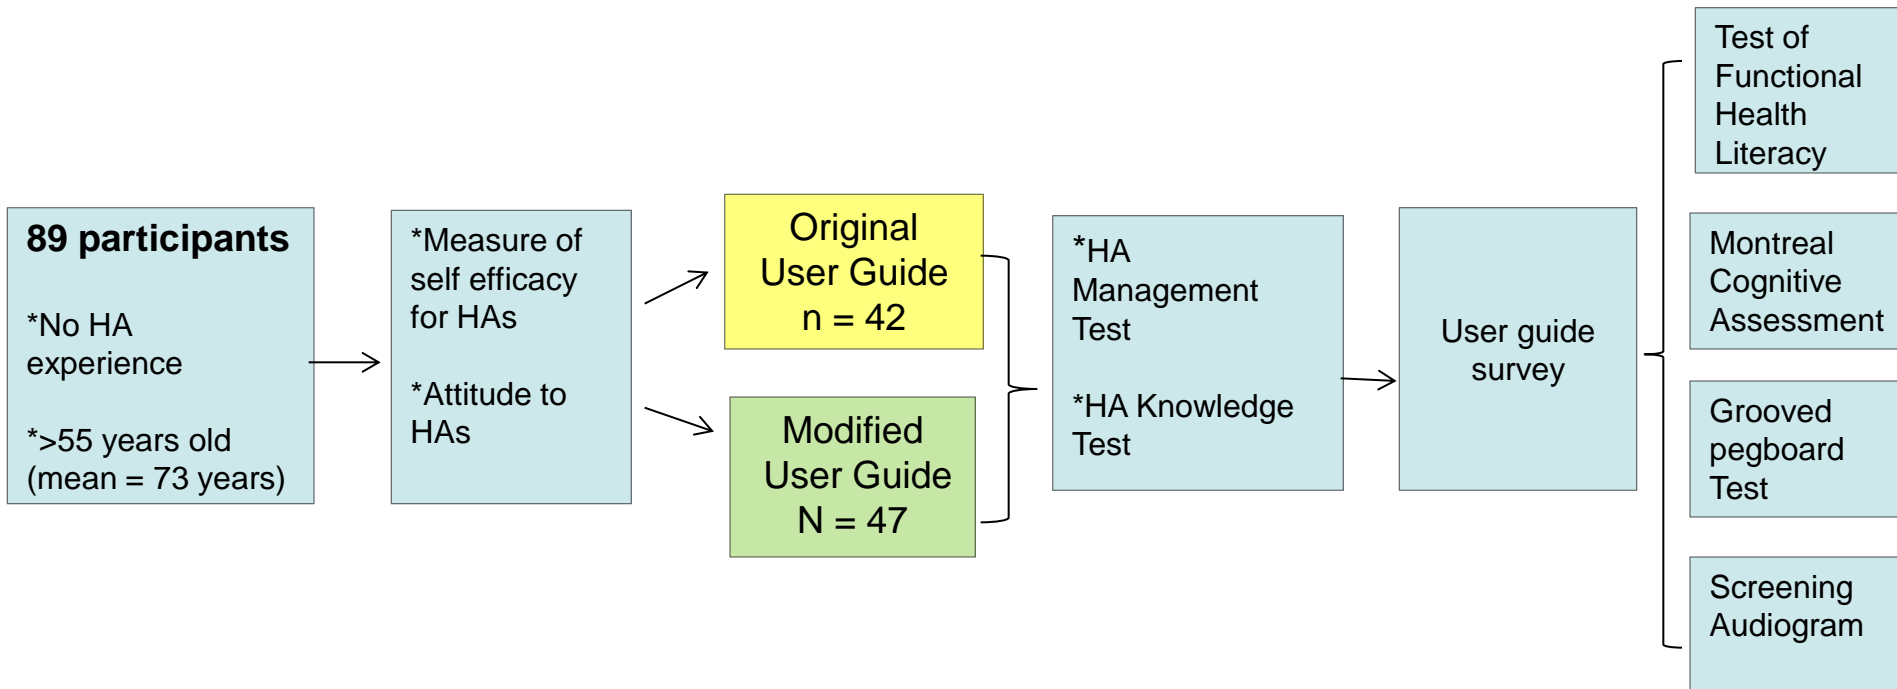 89 participants
*No HA
experience
*>55 years old
(mean = 73 years)
*Measure of
self efficacy
for HAs
*Attitude to
HAs
Original
User Guide
n = 42
Modified
User Guide
N = 47
*HA
Management
Test
*HA Knowledge
Test
User guide
survey
Test of
Functional
Health
Literacy
Montreal
Cognitive
Assessment
Grooved
pegboard
Test
Screening
Audiogram